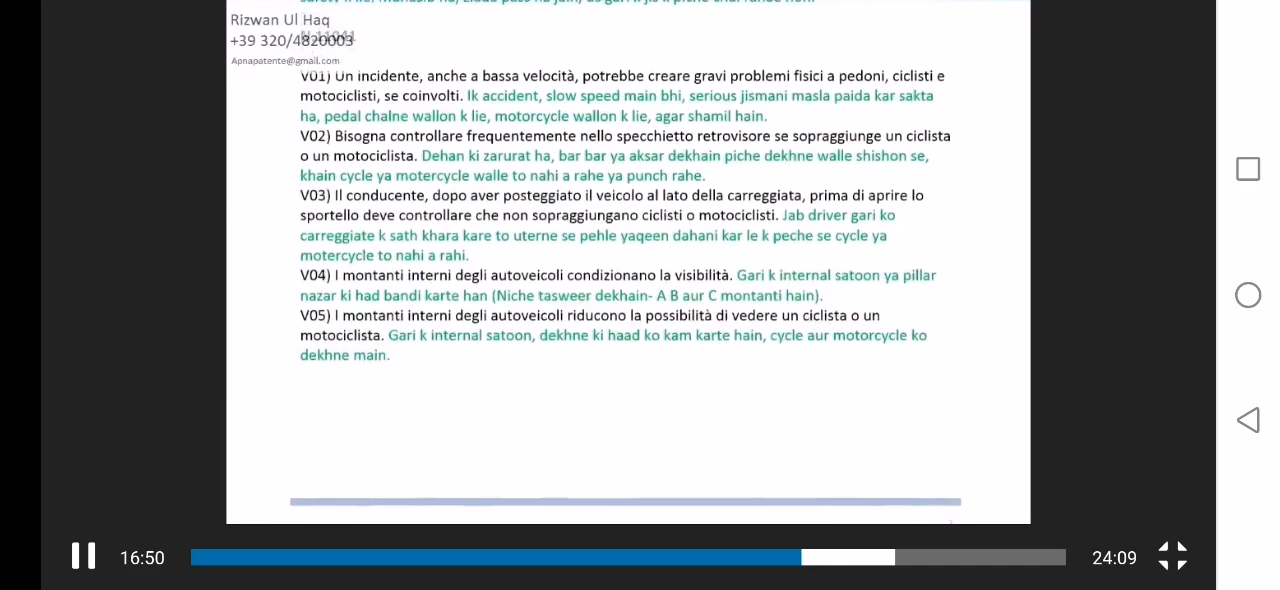 Rizwan Ul Haq
+39 320/4820003
Apnapatente@gmail.com
V01) Un incidente, anche a bassa velocità, potrebbe creare gravi problemi fisici a pedoni, ciclisti e
motociclisti, se coinvolti. Ik accident, slow speed main bhi, serious jismani masla paida kar sakta
ha, pedal chalne wallon k lie, motorcycle wallon k lie, agar shamil hain.
V02) Bisogna controllare frequentemente nello specchietto retrovisore se sopraggiunge un ciclista
o un motociclista. Dehan ki zarurat ha, bar bar ya aksar dekhain piche dekhne walle shishon se,
khain cycle ya motercycle walle to nahi a rahe ya punch rahe.
V03) Il conducente, dopo aver posteggiato il veicolo al lato della carreggiata, prima di aprire lo
sportello deve controllare che non sopraggiungano ciclisti o motociclisti. Jab driver gari ko
carreggiate k sath khara kare to uterne se pehle yaqeen dahani kar le k peche se cycle ya
motercycle to nahi a rahi.
V04) I montanti interni degli autoveicoli condizionano la visibilità. Gari k internal satoon ya pillar
nazar ki had bandi karte han (Niche tasweer dekhain- A B aur C montanti hain).
V05) I montanti interni degli autoveicoli riducono la possibilità di vedere un ciclista o un
motociclista. Gari k internal satoon, dekhne ki haad ko kam karte hain, cycle aur motorcycle ko
dekhne main.
16:50
24:09